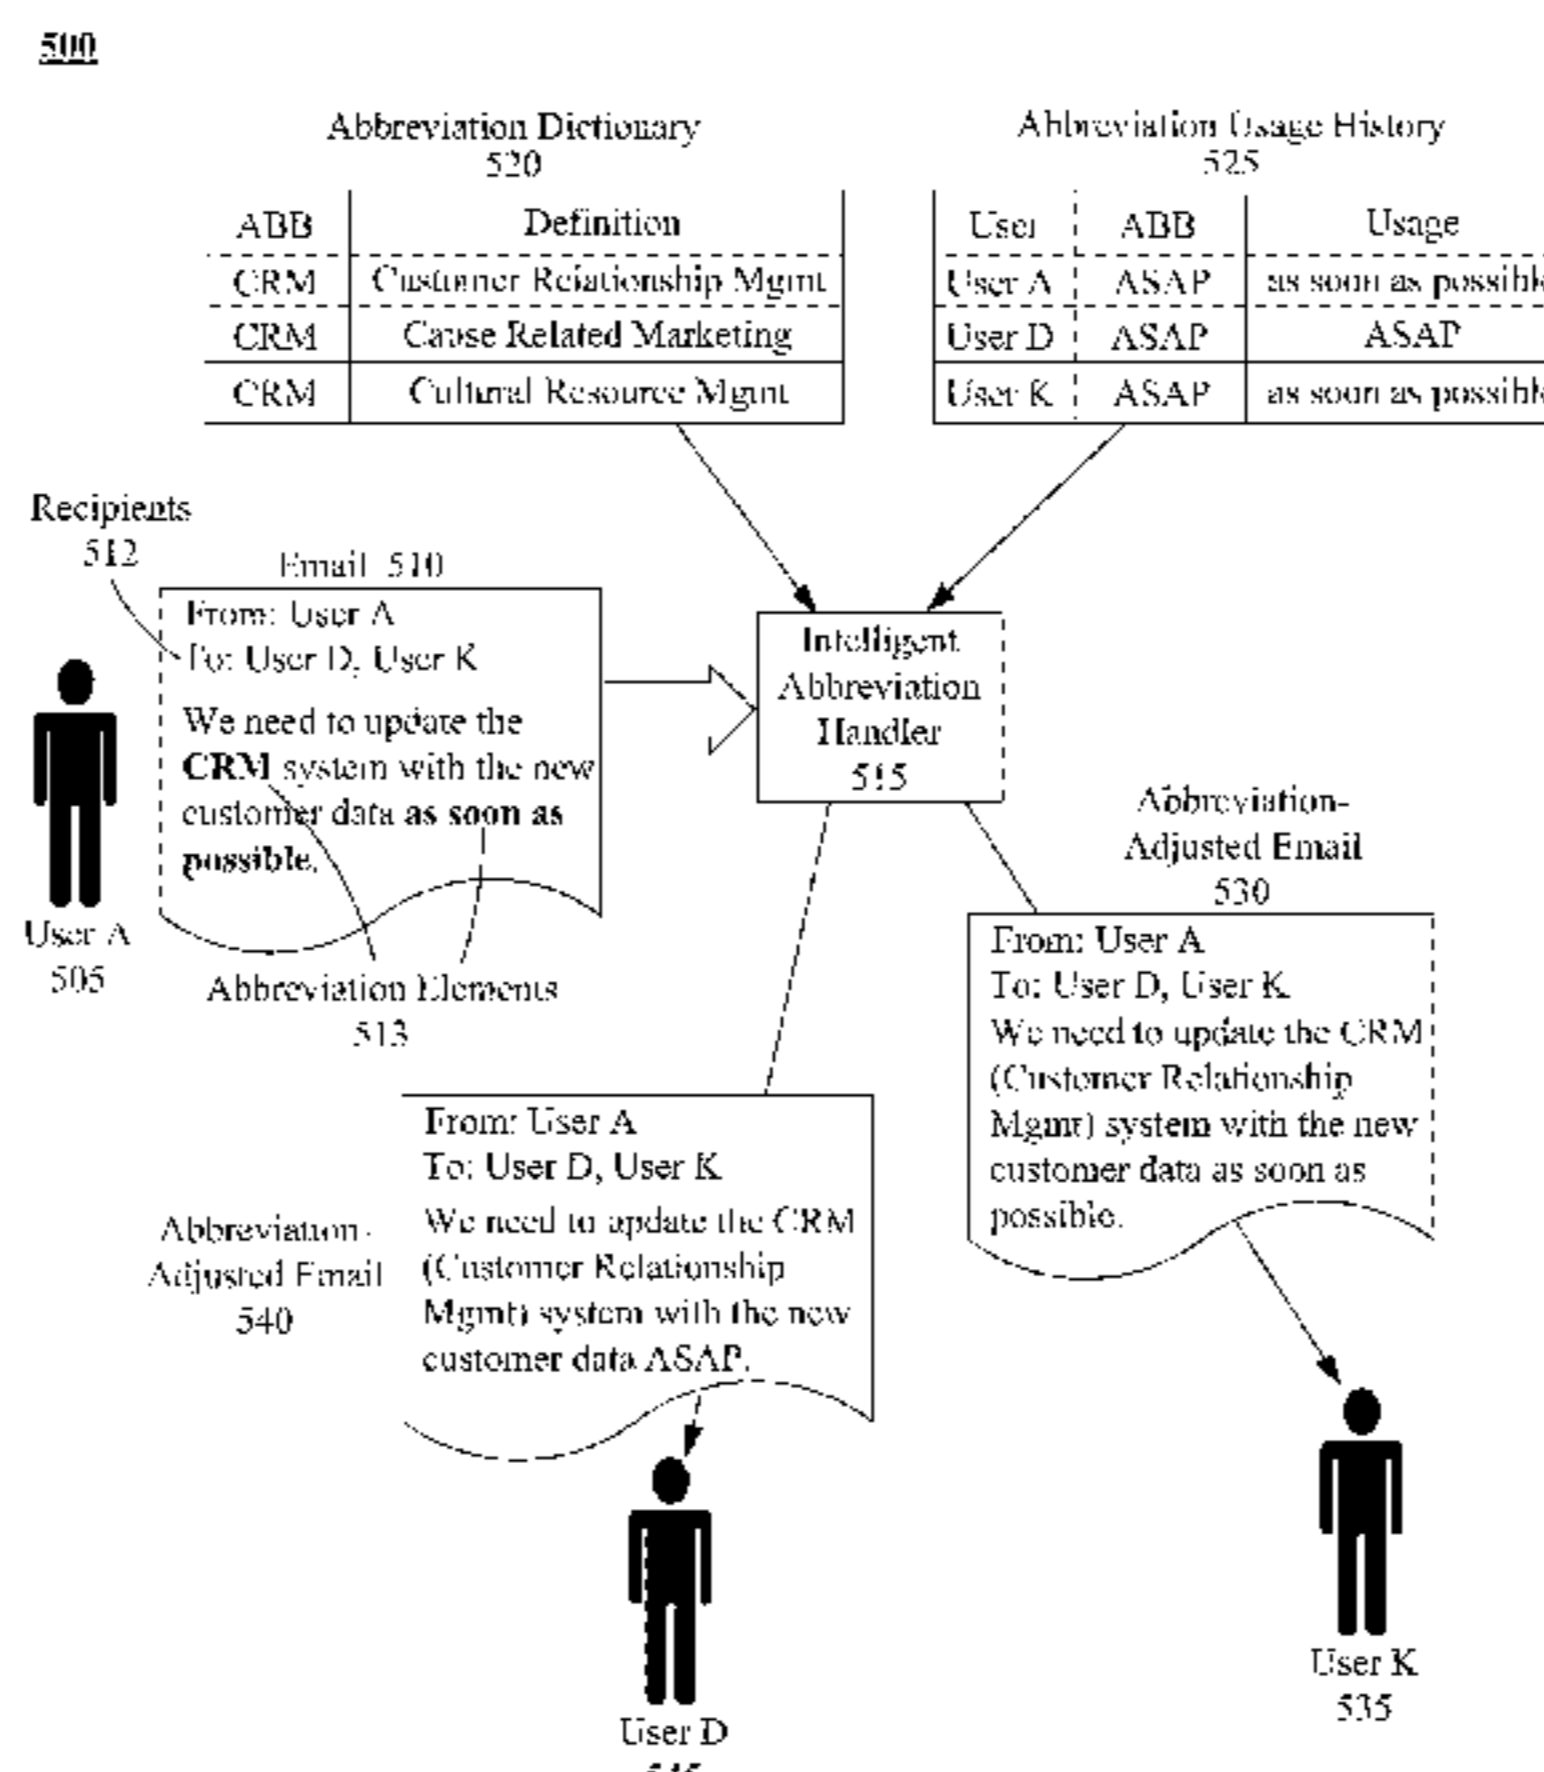 500
Abbreviation Dictionary
520
ABB Definition
CRM Customer Relationship Mgmt
CRM Cause Related Marketing
CRM Cultural Resource Mgmt
Abbreviation Usage History
525
User ABB Usage
User A ASAP as soon as possible
User D ASAP ASAP
User K ASAP as soon as possible
Recipients
512
Email 510
From: User A
To: User D, User K
We need to update the
CRM system with the new
customer data as soon as
possible.
User A
505
Abbreviation Elements
513
Intelligent
Abbreviation
Handler
515
Abbreviation-
Adjusted Email
530
From: User A
To: User D, User K
We need to update the CRM
(Customer Relationship
Mgmt) system with the new
customer data as soon as
possible.
From: User A
To: User D, User K
We need to update the CRM
(Customer Relationship
Mgmt) system with the new
customer data ASAP.
Abbreviation-
Adjusted Email
540
User K
535
User D